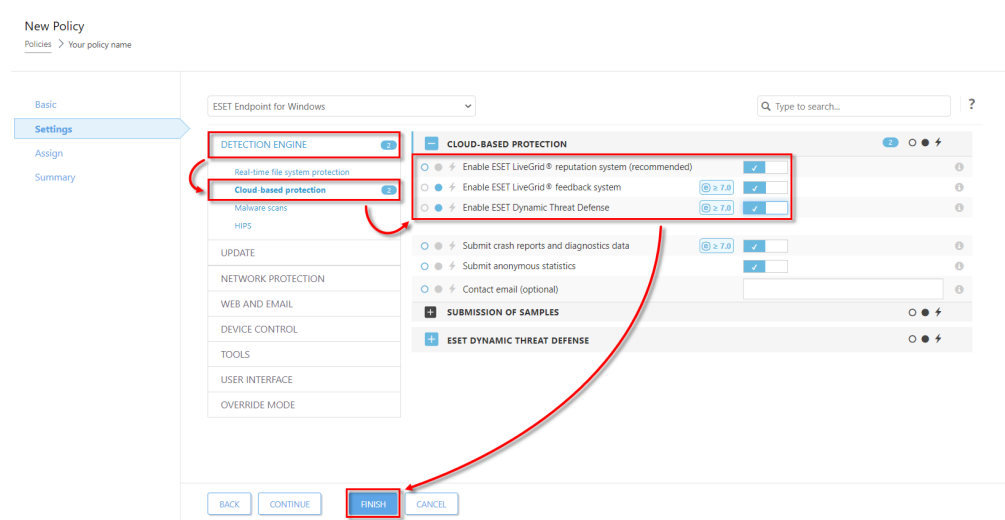 New Policy
Policies > Your policy name
Basic
Settings
Assign
Summary
ESET Endpoint for Windows
Type to search...
?
DETECTION ENGINE 2
Real-time file system protection
Cloud-based protection 2
Malware scans
HIPS
UPDATE
NETWORK PROTECTION
WEB AND EMAIL
DEVICE CONTROL
TOOLS
USER INTERFACE
OVERRIDE MODE
CLOUD-BASED PROTECTION 2
Enable ESET LiveGrid® reputation system (recommended)
Enable ESET LiveGrid® feedback system ≥ 7.0
Enable ESET Dynamic Threat Defense ≥ 7.0
Submit crash reports and diagnostics data ≥ 7.0
Submit anonymous statistics
Contact email (optional)
SUBMISSION OF SAMPLES
ESET DYNAMIC THREAT DEFENSE
BACK CONTINUE FINISH CANCEL